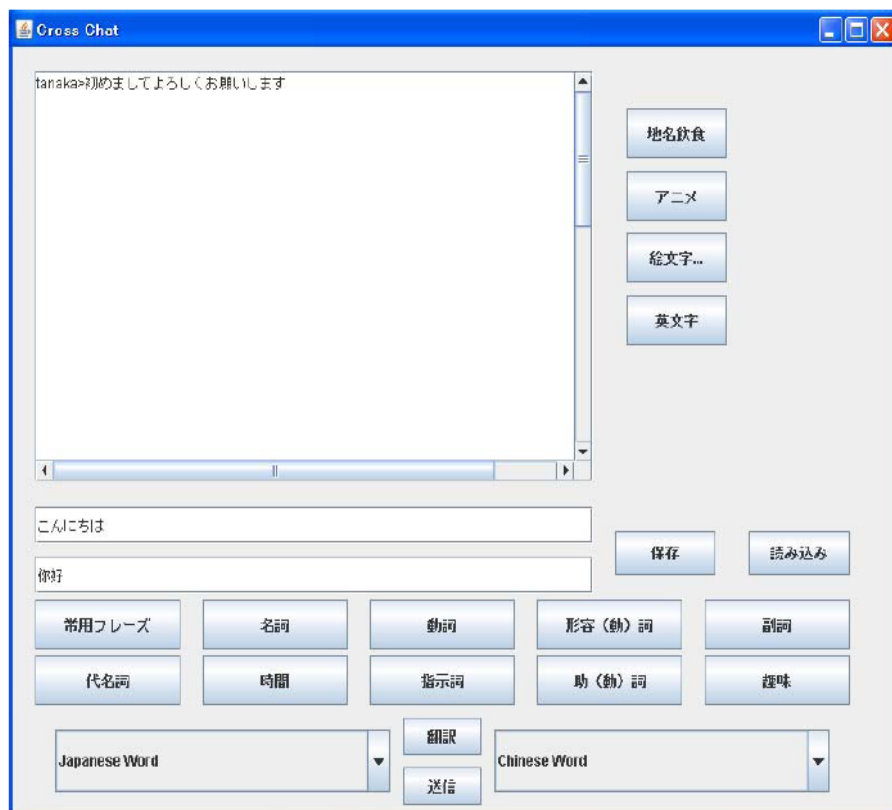 Cross Chat
tanaka>初めましてよろしくお願いします
地名飲食
アニメ
絵文字...
英文字
こんにちは
保存
読み込み
你好
常用フレーズ
名詞
動詞
形容（動）詞
副詞
代名詞
時間
指示詞
助（動）詞
趣味
翻訳
Japanese Word
Chinese Word
送信